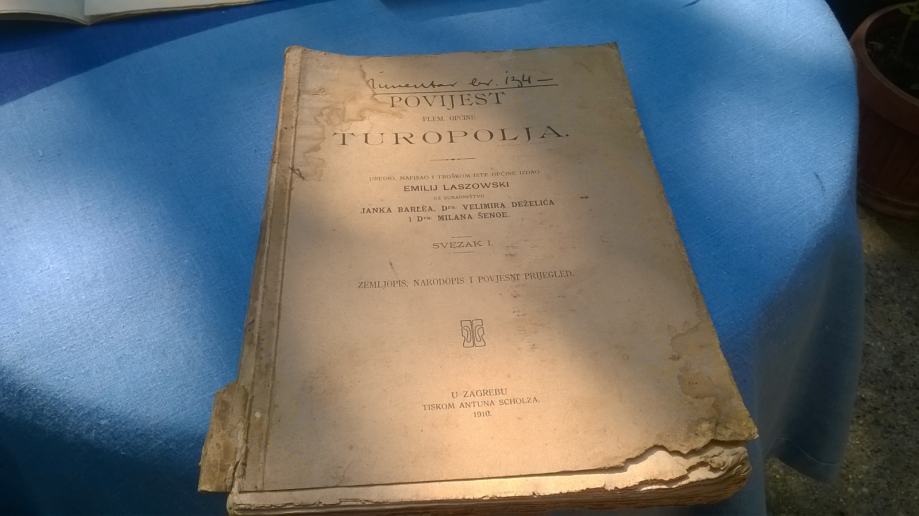 Inventar br. 134 —
POVIJEST
PLEM. OPĆINE
TUROPOLJA.
UREDIO, NAPISAO I TROŠKOM ISTE OPĆINE IZDAO
EMILIJ LASZOWSKI
UZ SURADNIŠTVO
JANKA BARLÈA, DRA. VELIMIRA DEŽELIĆA
I DRA MILANA ŠENOE.
SVEZAK I.
ZEMLJOPIS, NARODOPIS I POVJESNI PRIJEGLED.
U ZAGREBU
TISKOM ANTUNA SCHOLZA.
1910.